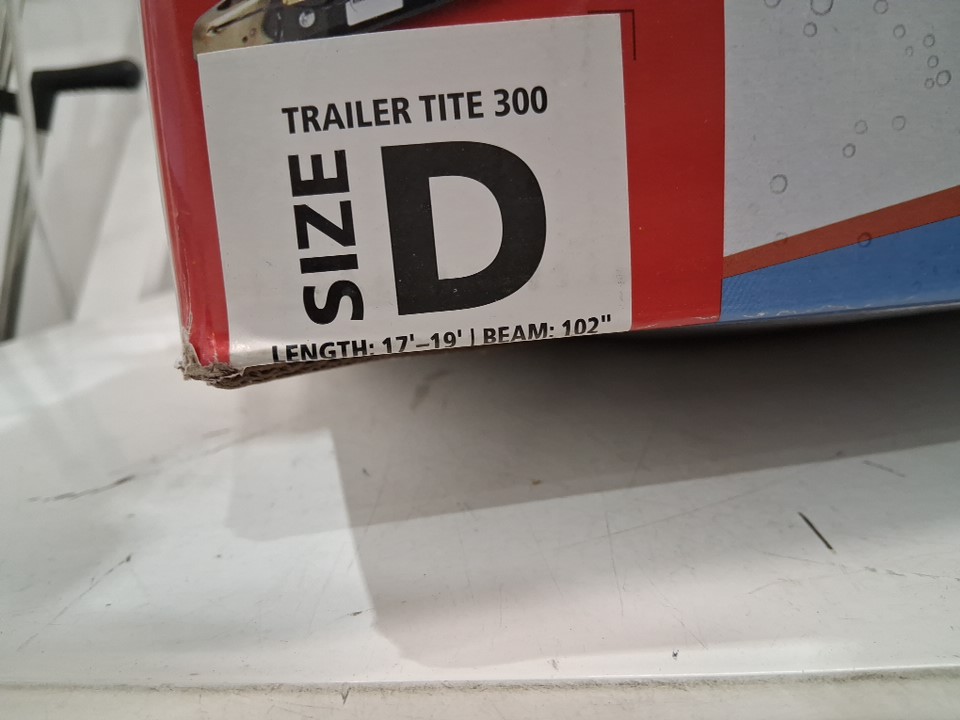 TRAILER TITE 300
SIZE
D
LENGTH: 17'–19' | BEAM: 102"